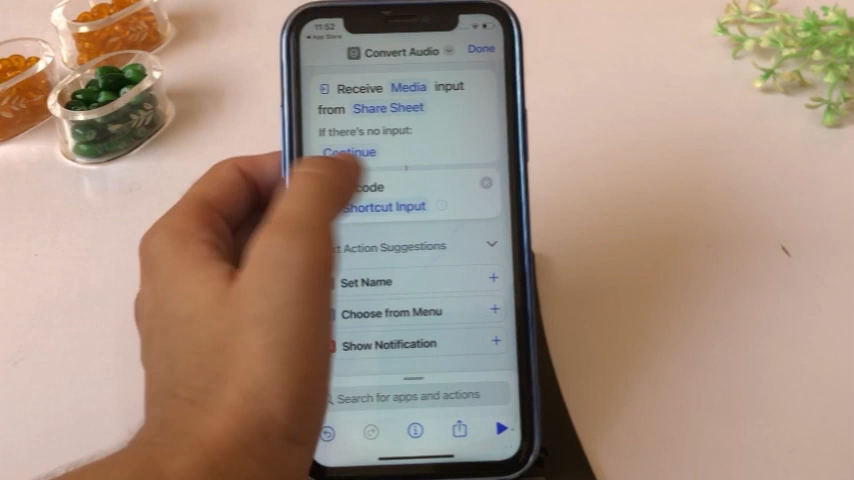 11:52
App Store
Convert Audio
Done
Receive Media input
from Share Sheet
If there's no input:
Continue
code
Shortcut Input
Action Suggestions
Set Name
Choose from Menu
Show Notification
Search for apps and actions